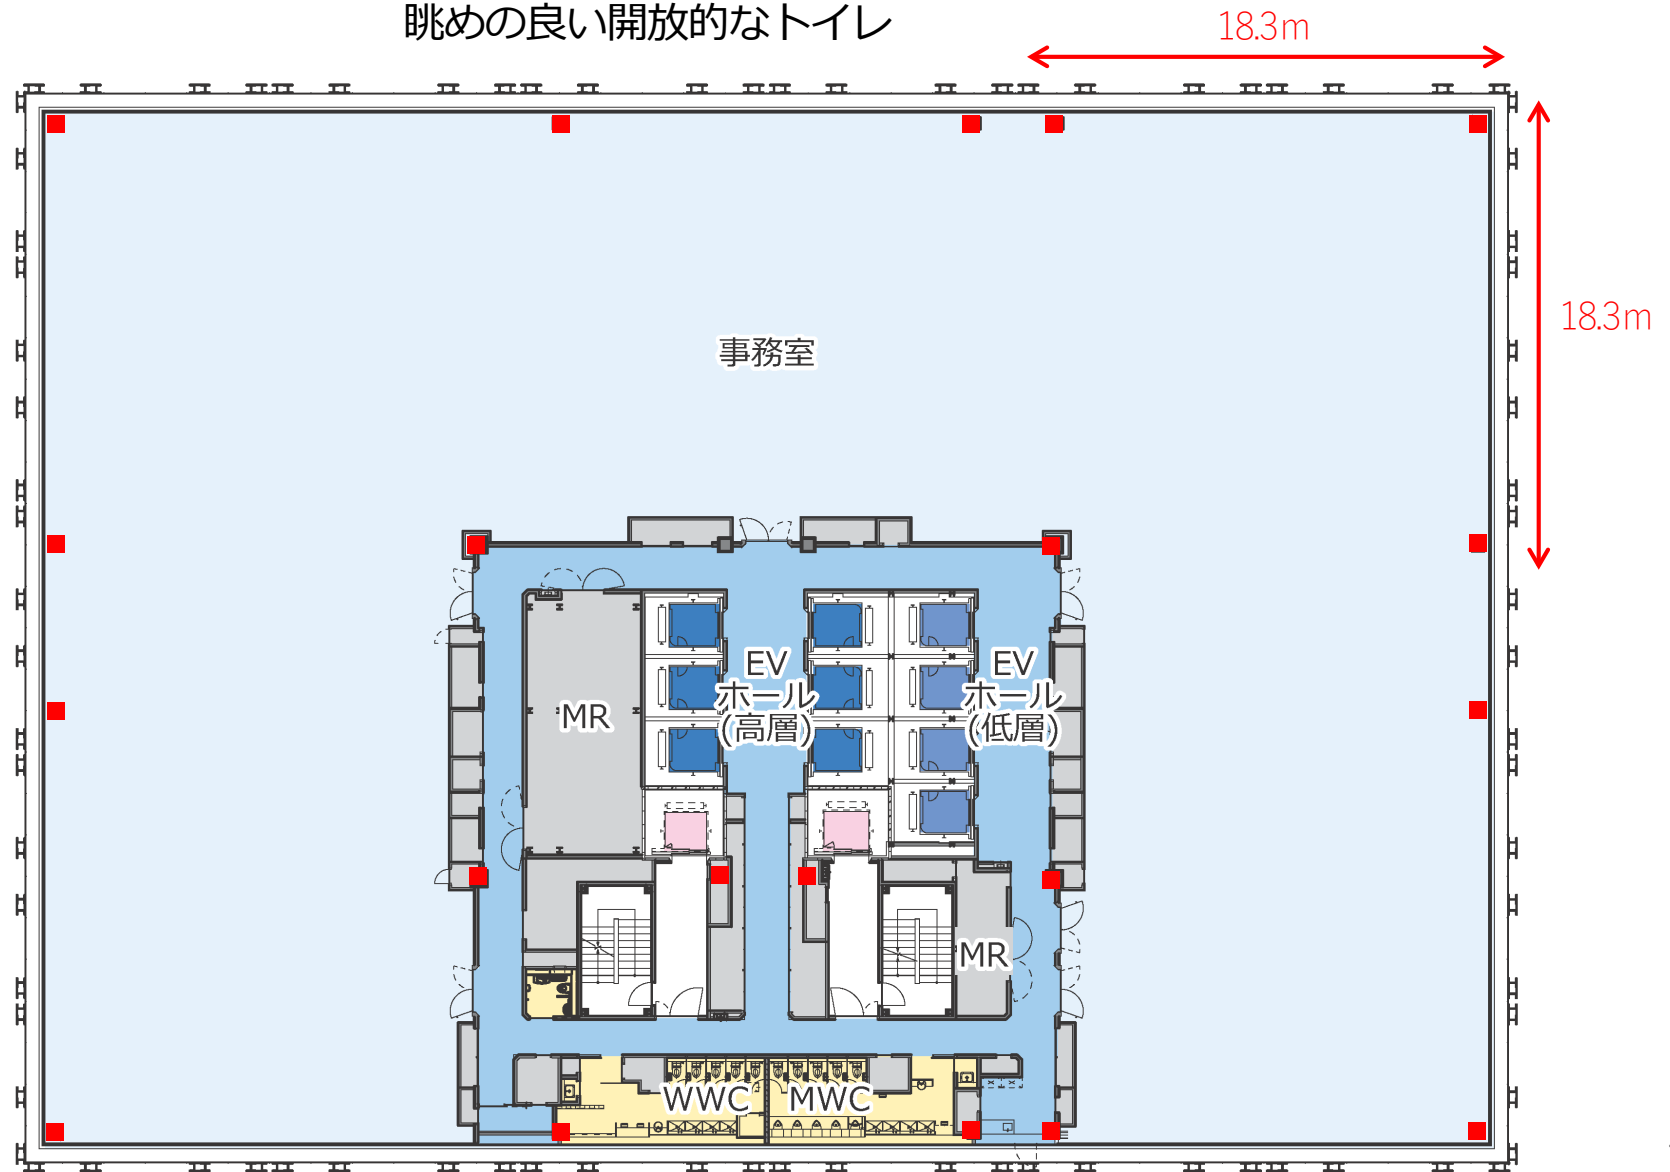 眺めの良い開放的なトイレ
18.3m
18.3m
事務室
EV
ホール
(高層)
EV
ホール
(低層)
MR
MR
WWC
MWC